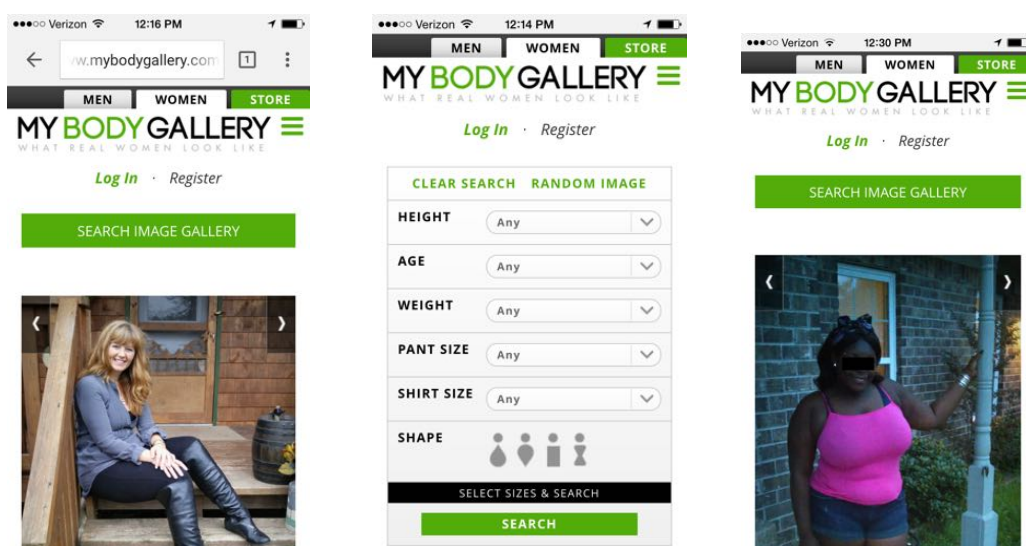 Verizon 12:16 PM
w.mybodygallery.com 1
MEN WOMEN STORE
MY BODY GALLERY
WHAT REAL WOMEN LOOK LIKE
Log In · Register
SEARCH IMAGE GALLERY
Verizon 12:14 PM
MEN WOMEN STORE
MY BODY GALLERY
WHAT REAL WOMEN LOOK LIKE
Log In · Register
CLEAR SEARCH RANDOM IMAGE
HEIGHT Any
AGE Any
WEIGHT Any
PANT SIZE Any
SHIRT SIZE Any
SHAPE
SELECT SIZES & SEARCH
SEARCH
Verizon 12:30 PM
MEN WOMEN STORE
MY BODY GALLERY
WHAT REAL WOMEN LOOK LIKE
Log In · Register
SEARCH IMAGE GALLERY